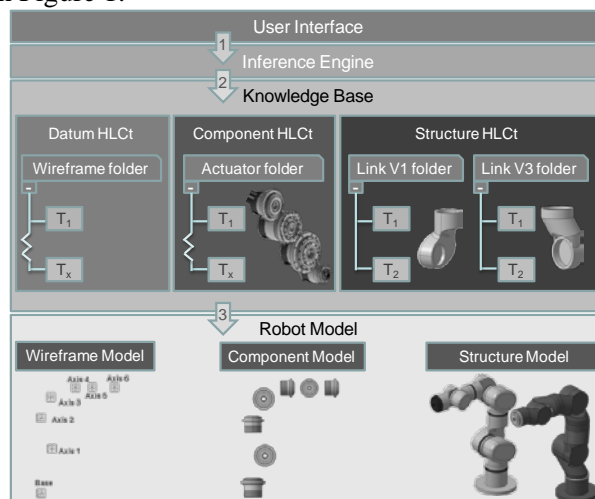 n Figure 1.
User Interface
1
Inference Engine
2
Knowledge Base
Datum HLCt
Component HLCt
Structure HLCt
Wireframe folder
Actuator folder
Link V1 folder
Link V3 folder
- - - -
T1 T1 T1 T1
Tx Tx T2 T2
3
Robot Model
Wireframe Model
Component Model
Structure Model
Axis 4 Axis 6
Axis 3 Axis 5
Axis 2
Axis 1
Base